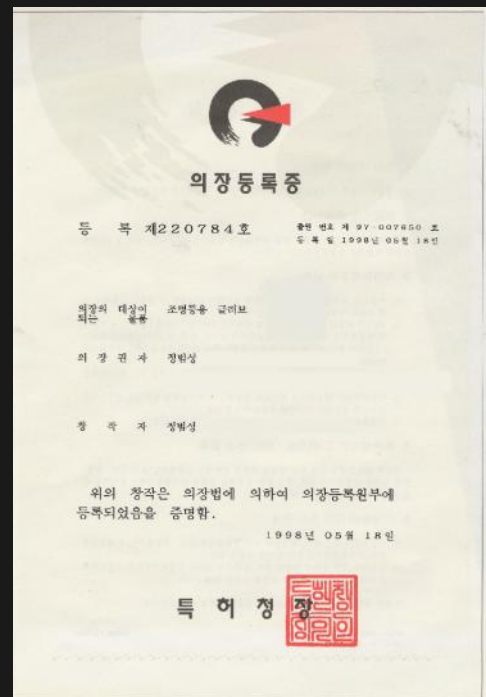 의장등록증
등 록 제220784호
출원 번호 제 97-007650 호
등 록 일 1998년 05월 18일
의장의 대상이 조명등용 글러브
되는 물품
의 장 권 자 정범성
창 작 자 정범성
위의 창작은 의장법에 의하여 의장등록원부에
등록되었음을 증명함.
1998년 05월 18일
특 허 청 장